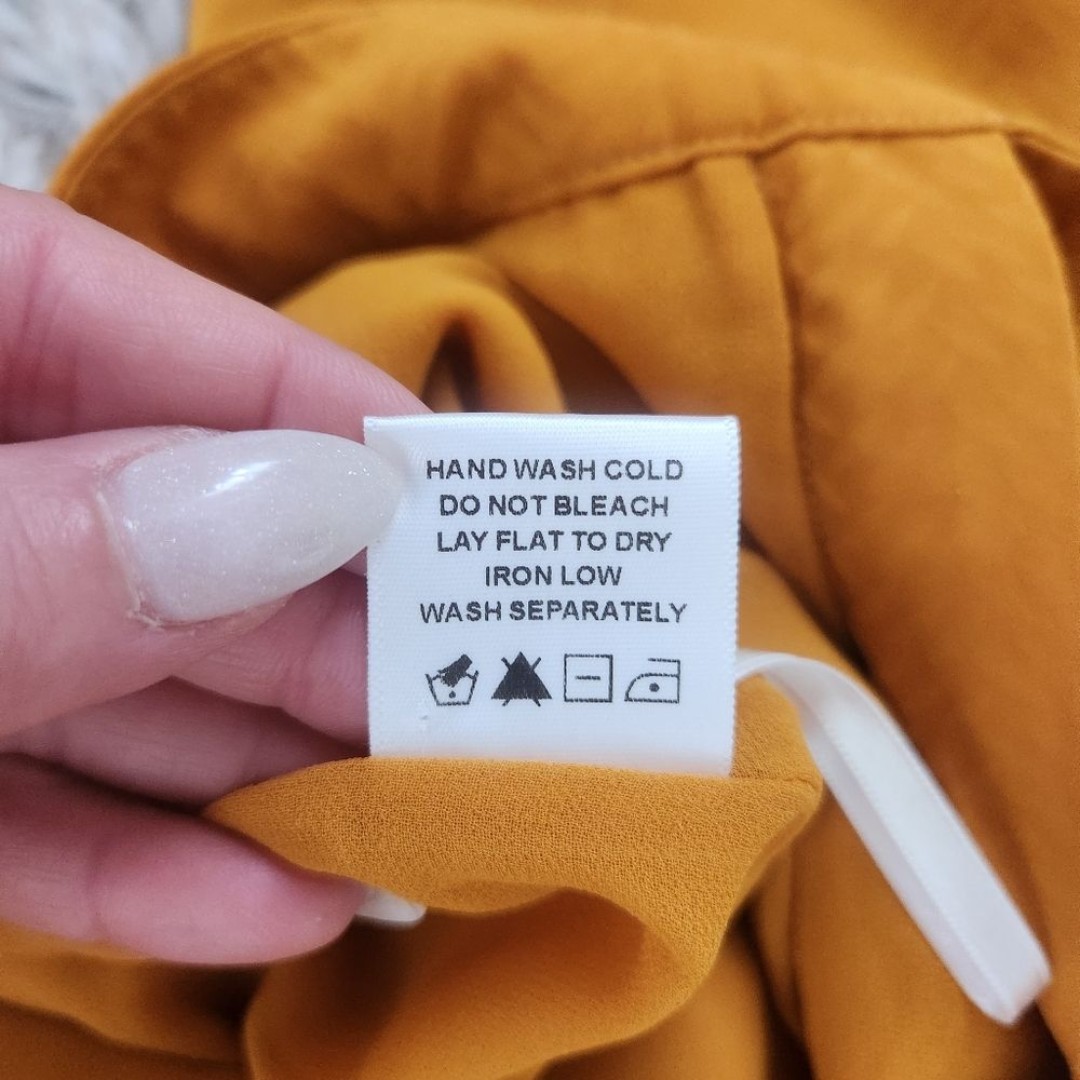 HAND WASH COLD
DO NOT BLEACH
LAY FLAT TO DRY
IRON LOW
WASH SEPARATELY